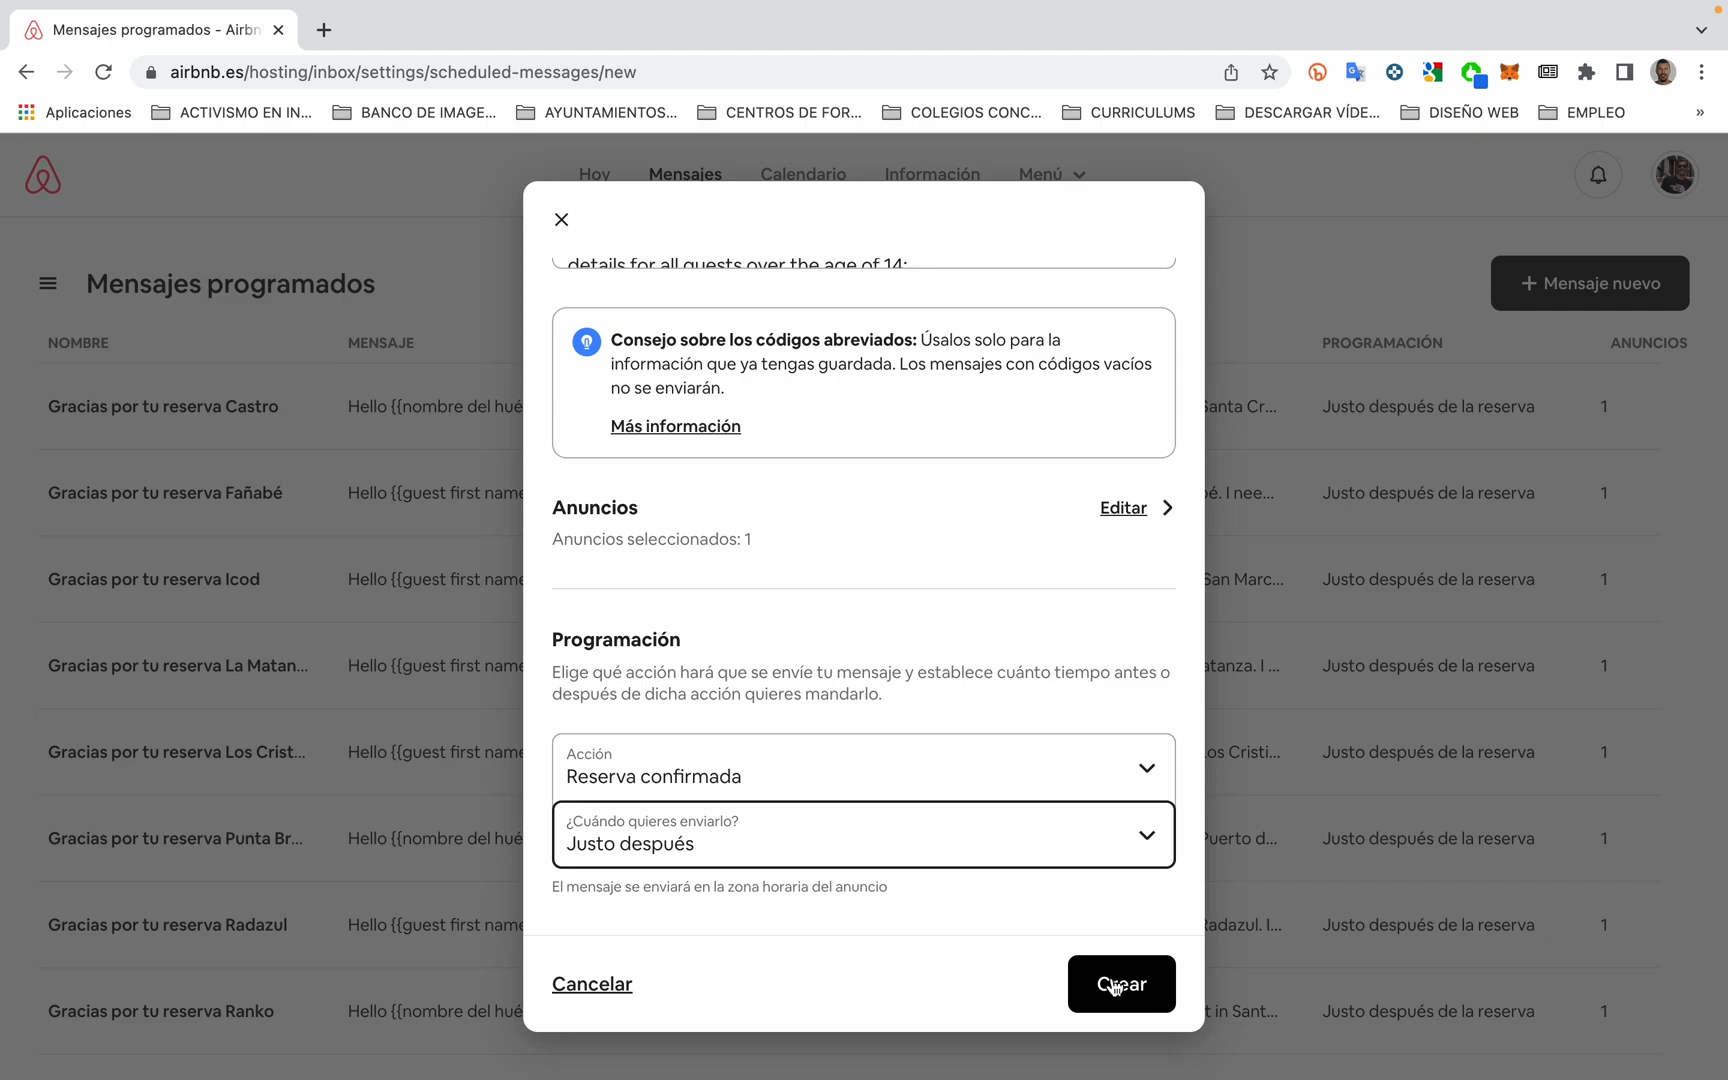 Mensajes programados - Airbn
airbnb.es/hosting/inbox/settings/scheduled-messages/new
Aplicaciones
ACTIVISMO EN IN...
BANCO DE IMAGE...
AYUNTAMIENTOS...
CENTROS DE FOR...
COLEGIOS CONC...
CURRICULUMS
DESCARGAR VÍDE...
DISEÑO WEB
EMPLEO
»
Hoy
Mensajes
Calendario
Información
Menú
details for all guests over the age of 14:
Mensajes programados
+ Mensaje nuevo
NOMBRE
MENSAJE
PROGRAMACIÓN
ANUNCIOS
Gracias por tu reserva Castro
Hello {{nombre del hué
Santa Cr...
Justo después de la reserva
1
Gracias por tu reserva Fañabé
Hello {{guest first name
bé. I nee...
Justo después de la reserva
1
Gracias por tu reserva Icod
Hello {{guest first name
San Marc...
Justo después de la reserva
1
Gracias por tu reserva La Matan...
Hello {{guest first name
atanza. I ...
Justo después de la reserva
1
Gracias por tu reserva Los Crist...
Hello {{guest first name
Los Cristi...
Justo después de la reserva
1
Gracias por tu reserva Punta Br...
Hello {{nombre del hué
Puerto d...
Justo después de la reserva
1
Gracias por tu reserva Radazul
Hello {{guest first name
Radazul. I...
Justo después de la reserva
1
Gracias por tu reserva Ranko
Hello {{nombre del hué
t in Sant...
Justo después de la reserva
1
Consejo sobre los códigos abreviados: Úsalos solo para la
información que ya tengas guardada. Los mensajes con códigos vacíos
no se enviarán.
Más información
Anuncios
Editar
Anuncios seleccionados: 1
Programación
Elige qué acción hará que se envíe tu mensaje y establece cuánto tiempo antes o
después de dicha acción quieres mandarlo.
Acción
Reserva confirmada
¿Cuándo quieres enviarlo?
Justo después
El mensaje se enviará en la zona horaria del anuncio
Cancelar
Crear